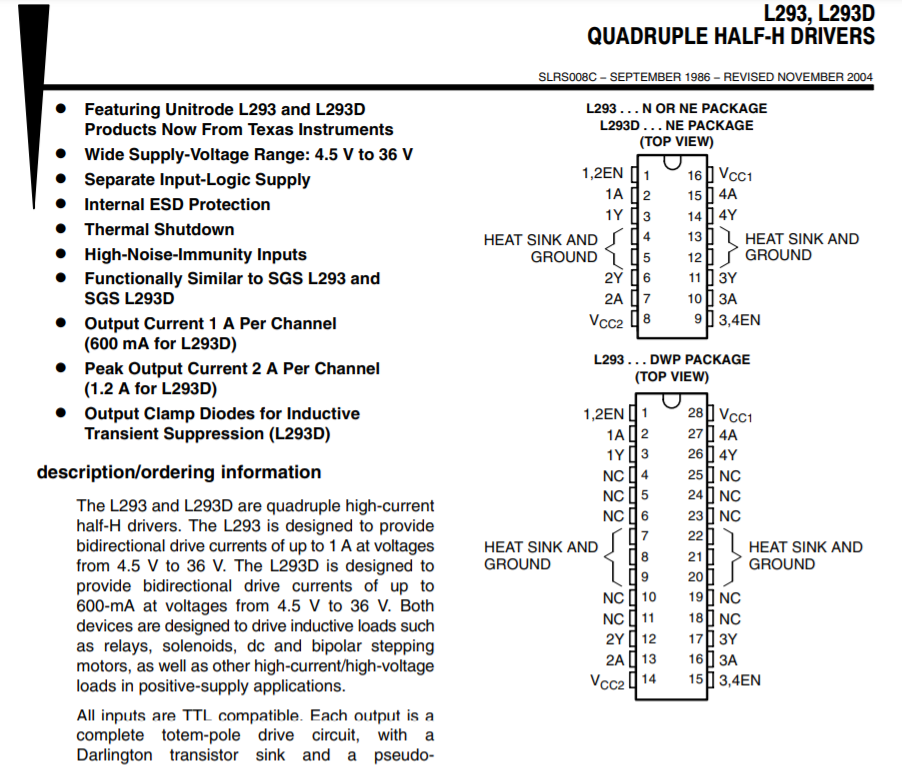 L293, L293D
QUADRUPLE HALF-H DRIVERS
SLRS008C – SEPTEMBER 1986 – REVISED NOVEMBER 2004
● Featuring Unitrode L293 and L293D
Products Now From Texas Instruments
● Wide Supply-Voltage Range: 4.5 V to 36 V
● Separate Input-Logic Supply
● Internal ESD Protection
● Thermal Shutdown
● High-Noise-Immunity Inputs
● Functionally Similar to SGS L293 and
SGS L293D
● Output Current 1 A Per Channel
(600 mA for L293D)
● Peak Output Current 2 A Per Channel
(1.2 A for L293D)
● Output Clamp Diodes for Inductive
Transient Suppression (L293D)
description/ordering information
The L293 and L293D are quadruple high-current
half-H drivers. The L293 is designed to provide
bidirectional drive currents of up to 1 A at voltages
from 4.5 V to 36 V. The L293D is designed to
provide bidirectional drive currents of up to
600-mA at voltages from 4.5 V to 36 V. Both
devices are designed to drive inductive loads such
as relays, solenoids, dc and bipolar stepping
motors, as well as other high-current/high-voltage
loads in positive-supply applications.
All inputs are TTL compatible. Each output is a
complete totem-pole drive circuit, with a
Darlington transistor sink and a pseudo-
L293 . . . N OR NE PACKAGE
L293D . . . NE PACKAGE
(TOP VIEW)
1,2EN 1 16 VCC1
1A 2 15 4A
1Y 3 14 4Y
HEAT SINK AND 4 13 HEAT SINK AND
GROUND 5 12 GROUND
2Y 6 11 3Y
2A 7 10 3A
VCC2 8 9 3,4EN
L293 . . . DWP PACKAGE
(TOP VIEW)
1,2EN 1 28 VCC1
1A 2 27 4A
1Y 3 26 4Y
NC 4 25 NC
NC 5 24 NC
NC 6 23 NC
7 22
HEAT SINK AND 8 21 HEAT SINK AND
GROUND 9 20 GROUND
NC 10 19 NC
NC 11 18 NC
2Y 12 17 3Y
2A 13 16 3A
VCC2 14 15 3,4EN